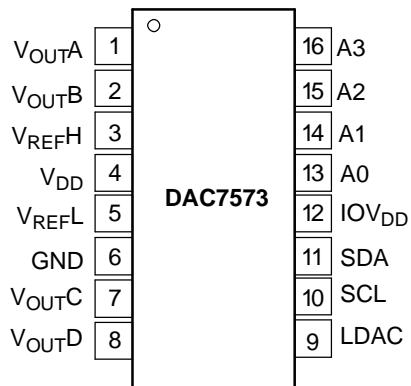 VOUTA 1
VOUTB 2
VREFH 3
VDD 4
VREFL 5
GND 6
VOUTC 7
VOUTD 8
DAC7573
16 A3
15 A2
14 A1
13 A0
12 IOVDD
11 SDA
10 SCL
9 LDAC